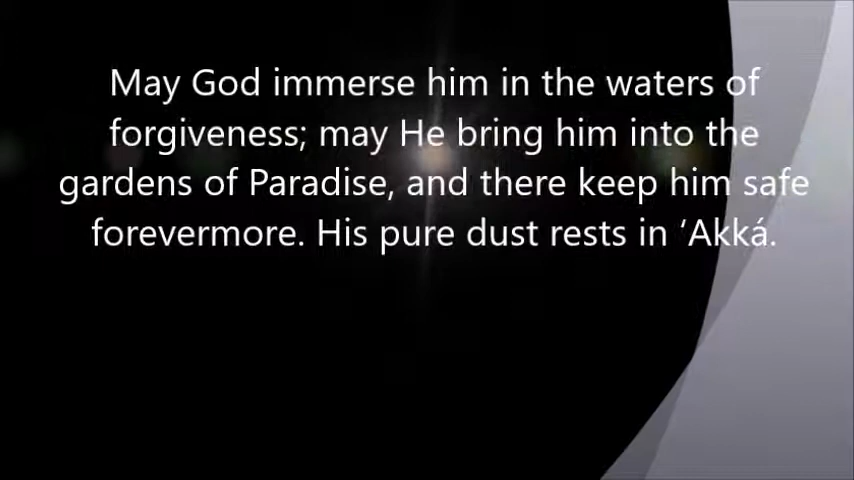 May God immerse him in the waters of
forgiveness; may He bring him into the
gardens of Paradise, and there keep him safe
forevermore. His pure dust rests in ‘Akká.